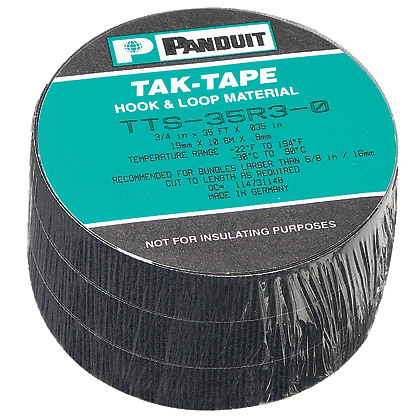 PANDUIT
TAK-TAPE
HOOK & LOOP MATERIAL
TTS-35R3-0
3/4 in x 35 FT X .035 in
19mm x 10.6M x .9mm
TEMPERATURE RANGE -22°F TO 194°F
-30°C TO 90°C
RECOMMENDED FOR BUNDLES LARGER THAN 5/8 in / 16mm
CUT TO LENGTH AS REQUIRED
QC# 11473114B
MADE IN GERMANY
NOT FOR INSULATING PURPOSES